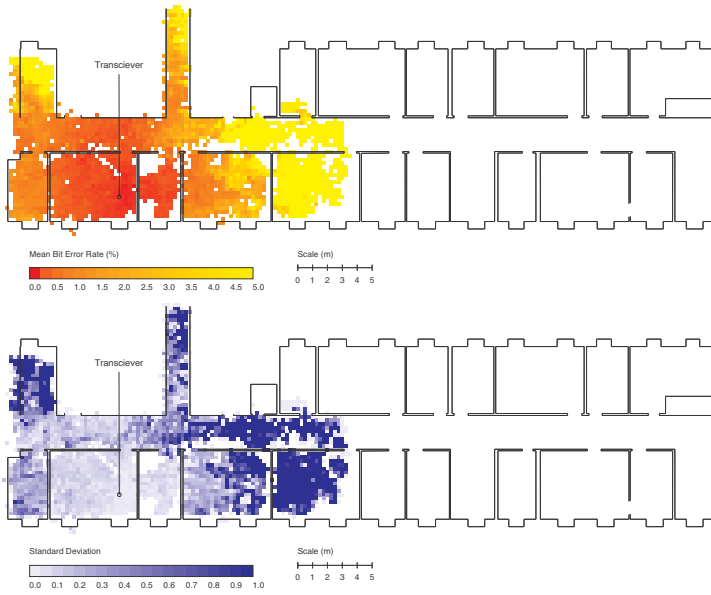 Transciever
Mean Bit Error Rate (%)
Scale (m)
0.0 0.5 1.0 1.5 2.0 2.5 3.0 3.5 4.0 4.5 5.0
0 1 2 3 4 5
Transciever
Standard Deviation
Scale (m)
0.0 0.1 0.2 0.3 0.4 0.5 0.6 0.7 0.8 0.9 1.0
0 1 2 3 4 5